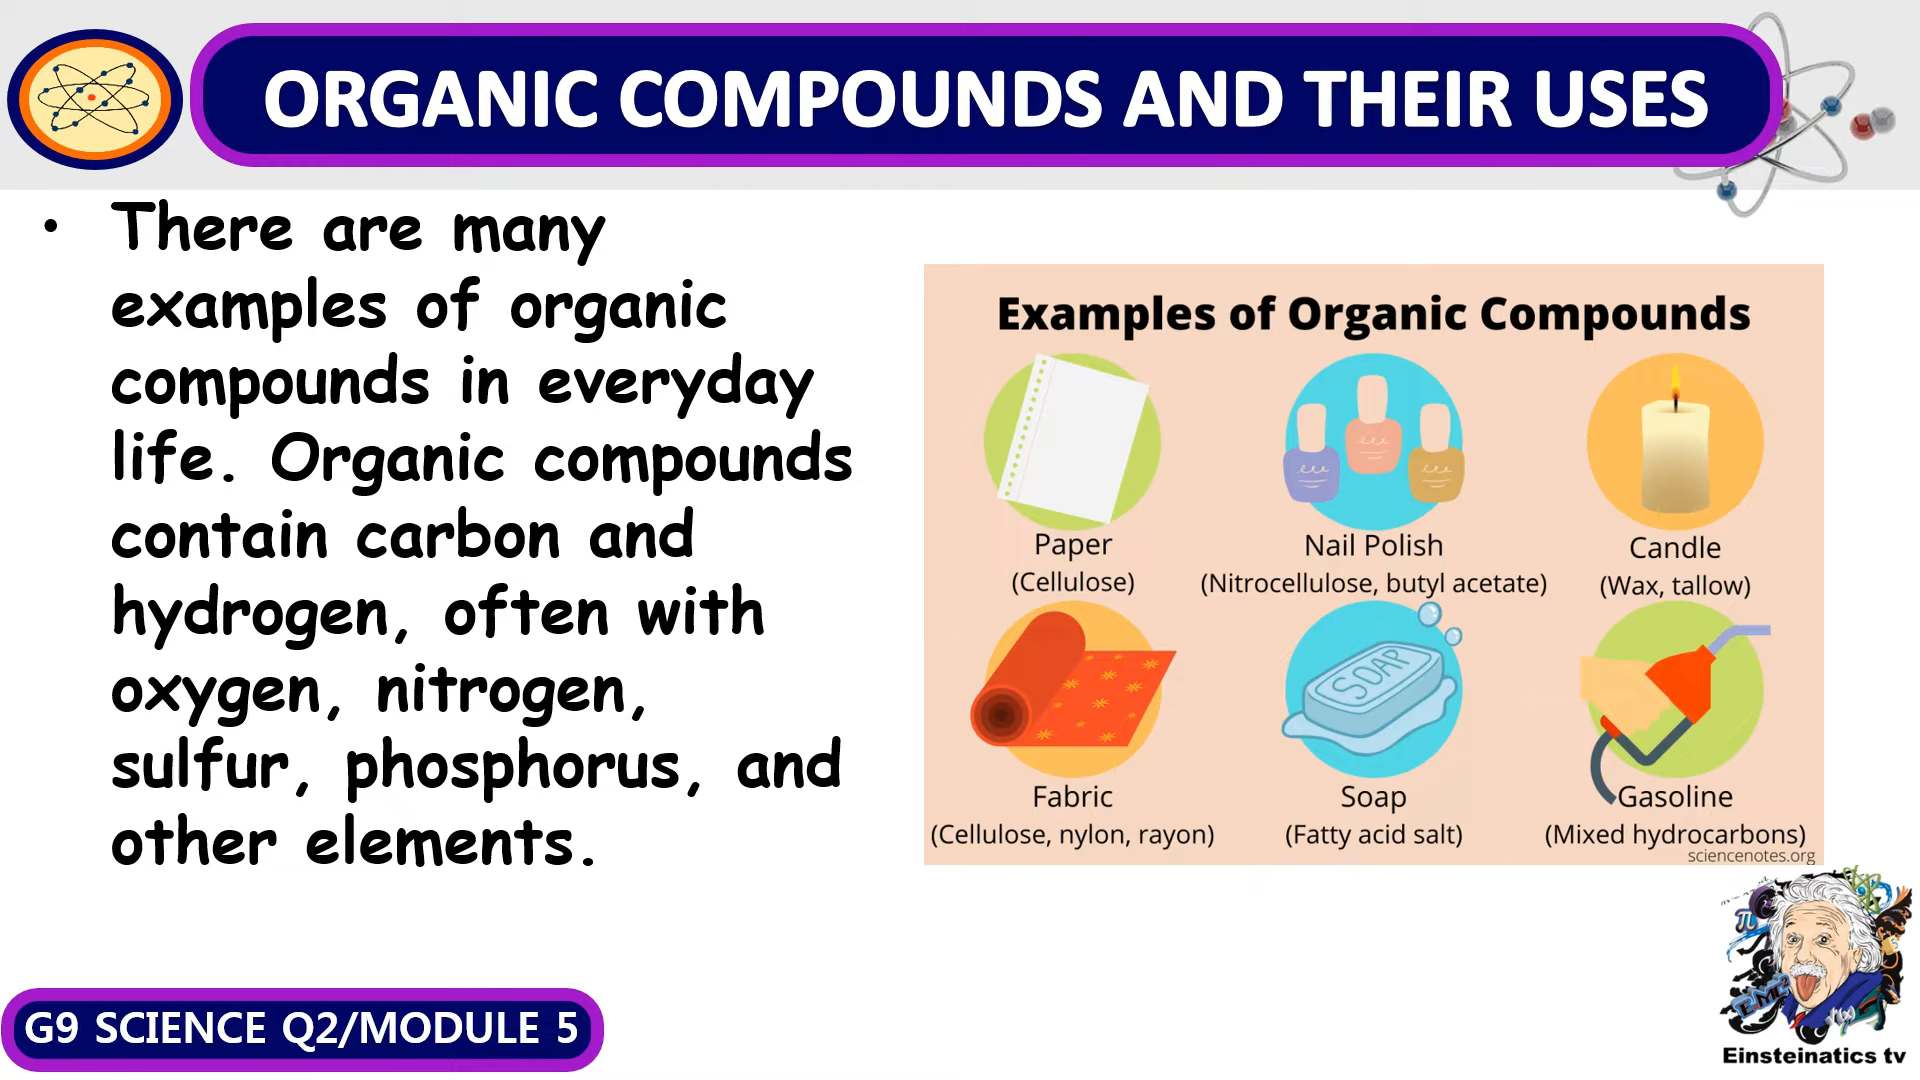 ORGANIC COMPOUNDS AND THEIR USES
• There are many
examples of organic
compounds in everyday
life. Organic compounds
contain carbon and
hydrogen, often with
oxygen, nitrogen,
sulfur, phosphorus, and
other elements.
Examples of Organic Compounds
Paper
(Cellulose)
Nail Polish
(Nitrocellulose, butyl acetate)
Candle
(Wax, tallow)
SOAP
Fabric
(Cellulose, nylon, rayon)
Soap
(Fatty acid salt)
Gasoline
(Mixed hydrocarbons)
sciencenotes.org
π
E=MC²
Einsteinatics tv
G9 SCIENCE Q2/MODULE 5